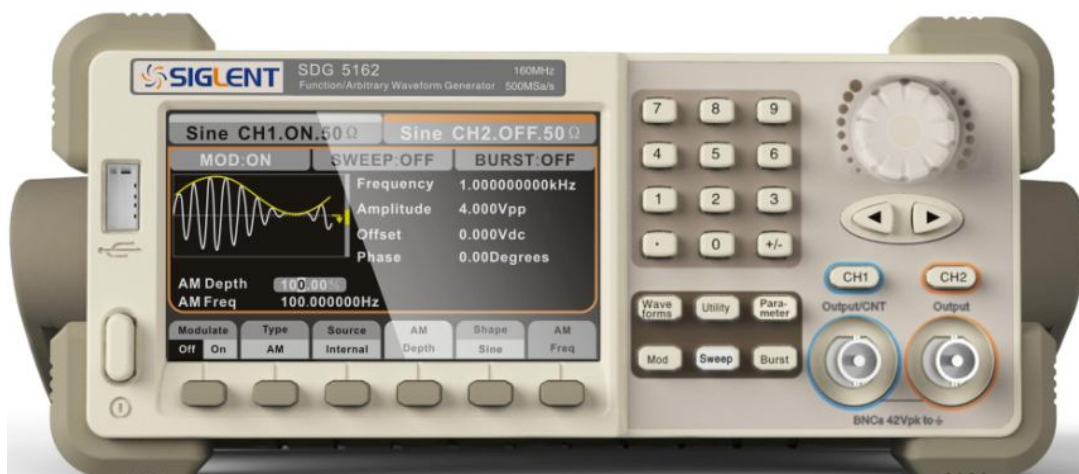 SIGLENT
SDG 5162 160MHz
Function/Arbitrary Waveform Generator 500MSa/s
Sine CH1.ON.50Ω Sine CH2.OFF.50Ω
MOD:ON SWEEP:OFF BURST:OFF
Frequency 1.000000000kHz
Amplitude 4.000Vpp
Offset 0.000Vdc
Phase 0.00Degrees
AM Depth 100.00%
AM Freq 100.000000Hz
Modulate Type Source AM Shape AM
Off On AM Internal Depth Sine Freq
7 8 9
4 5 6
1 2 3
· 0 +/-
Wave
forms
Utility
Para-
meter
Mod Sweep Burst
CH1 CH2
Output/CNT Output
BNCs 42Vpk to ⏚